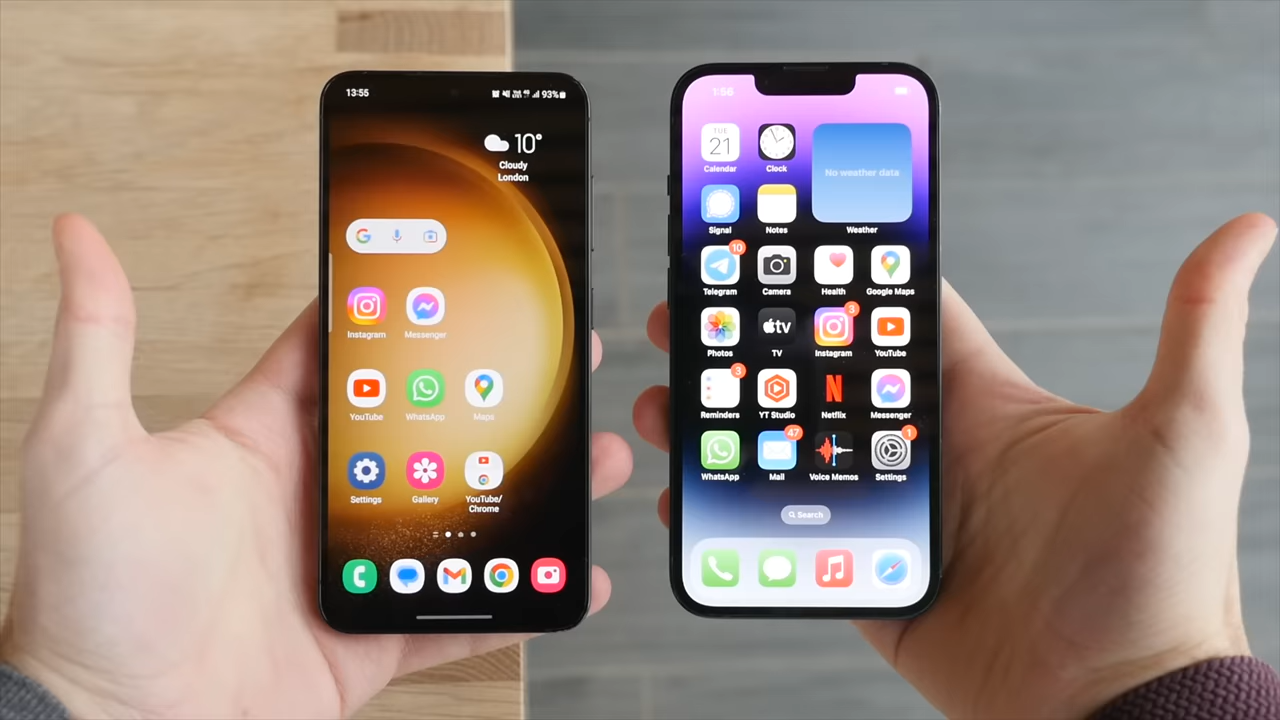 13:55
93%
10°
Cloudy
London
Instagram
Messenger
YouTube
WhatsApp
Maps
Settings
Gallery
YouTube/
Chrome
1:56
TUE
21
Calendar
Clock
No weather data
Weather
Signal
Notes
10
Telegram
Camera
Health
Google Maps
Photos
tv
TV
3
Instagram
YouTube
3
Reminders
YT Studio
N
Netflix
Messenger
WhatsApp
47
Mail
Voice Memos
1
Settings
Search